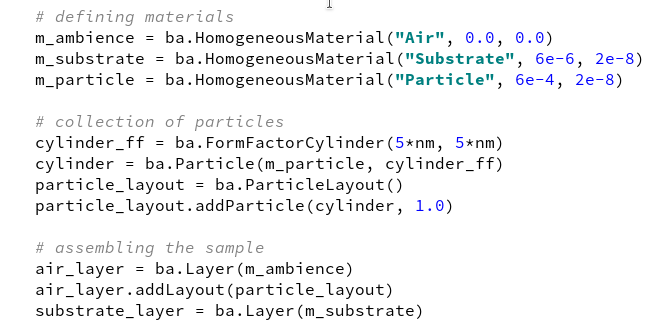 # defining materials
m_ambience = ba.HomogeneousMaterial("Air", 0.0, 0.0)
m_substrate = ba.HomogeneousMaterial("Substrate", 6e-6, 2e-8)
m_particle = ba.HomogeneousMaterial("Particle", 6e-4, 2e-8)
# collection of particles
cylinder_ff = ba.FormFactorCylinder(5*nm, 5*nm)
cylinder = ba.Particle(m_particle, cylinder_ff)
particle_layout = ba.ParticleLayout()
particle_layout.addParticle(cylinder, 1.0)
# assembling the sample
air_layer = ba.Layer(m_ambience)
air_layer.addLayout(particle_layout)
substrate_layer = ba.Layer(m_substrate)